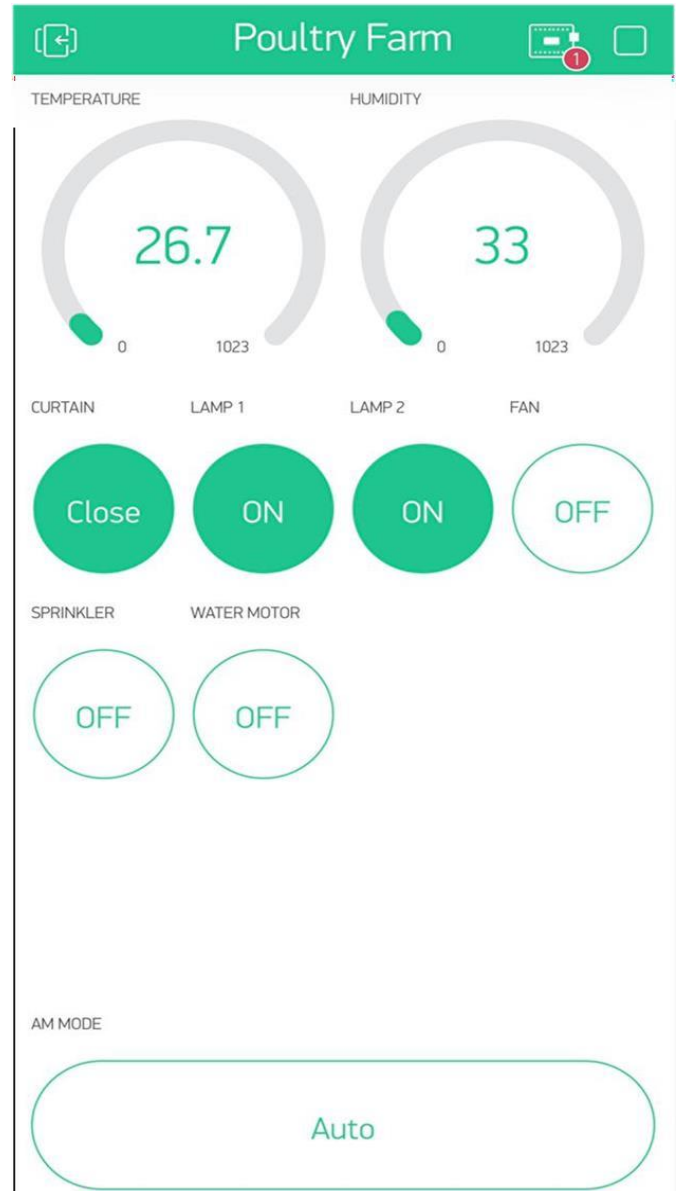 Poultry Farm
1
TEMPERATURE HUMIDITY
26.7 33
0 1023 0 1023
CURTAIN LAMP 1 LAMP 2 FAN
Close ON ON OFF
SPRINKLER WATER MOTOR
OFF OFF
AM MODE
Auto